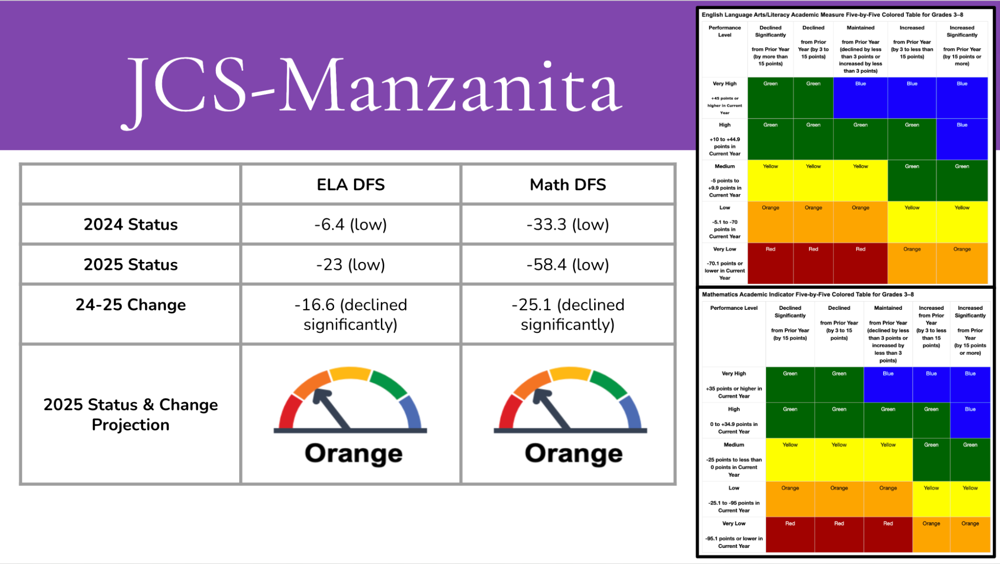 JCS-Manzanita
ELA DFS
Math DFS
2024 Status
-6.4 (low)
-33.3 (low)
2025 Status
-23 (low)
-58.4 (low)
24-25 Change
-16.6 (declined
significantly)
-25.1 (declined
significantly)
2025 Status & Change
Projection
Orange
Orange
English Language Arts/Literacy Academic Measure Five-by-Five Colored Table for Grades 3–8
Performance
Level
Declined
Significantly
from Prior Year
(by more than
15 points)
Declined
from Prior
Year (by 3 to
15 points)
Maintained
from Prior Year
(declined by less
than 3 points or
increased by less
than 3 points)
Increased
from Prior Year
(by 3 to less than
15 points)
Increased
Significantly
from Prior Year
(by 15 points or
more)
Very High
+45 points or
higher in Current
Year
Green
Green
Blue
Blue
Blue
High
+10 to +44.9
points in
Current Year
Green
Green
Green
Green
Blue
Medium
-5 points to
+9.9 points in
Current Year
Yellow
Yellow
Yellow
Green
Green
Low
-5.1 to -70
points in
Current Year
Orange
Orange
Orange
Yellow
Yellow
Very Low
-70.1 points or
lower in Current
Year
Red
Red
Red
Orange
Orange
Mathematics Academic Indicator Five-by-Five Colored Table for Grades 3–8
Performance Level
Declined
Significantly
from Prior Year
(by 15 points)
Declined
from Prior Year
(by 3 to 15
points)
Maintained
from Prior Year
(declined by less
than 3 points or
increased by
less than 3
points)
Increased
from Prior
Year
(by 3 to less
than 15
points)
Increased
Significantly
from Prior
Year
(by 15 points
or more)
Very High
+35 points or higher in
Current Year
Green
Green
Blue
Blue
Blue
High
0 to +34.9 points in
Current Year
Green
Green
Green
Green
Blue
Medium
-25 points to less than
0 points in Current
Year
Yellow
Yellow
Yellow
Green
Green
Low
-25.1 to -95 points in
Current Year
Orange
Orange
Orange
Yellow
Yellow
Very Low
-95.1 points or lower in
Current Year
Red
Red
Red
Orange
Orange